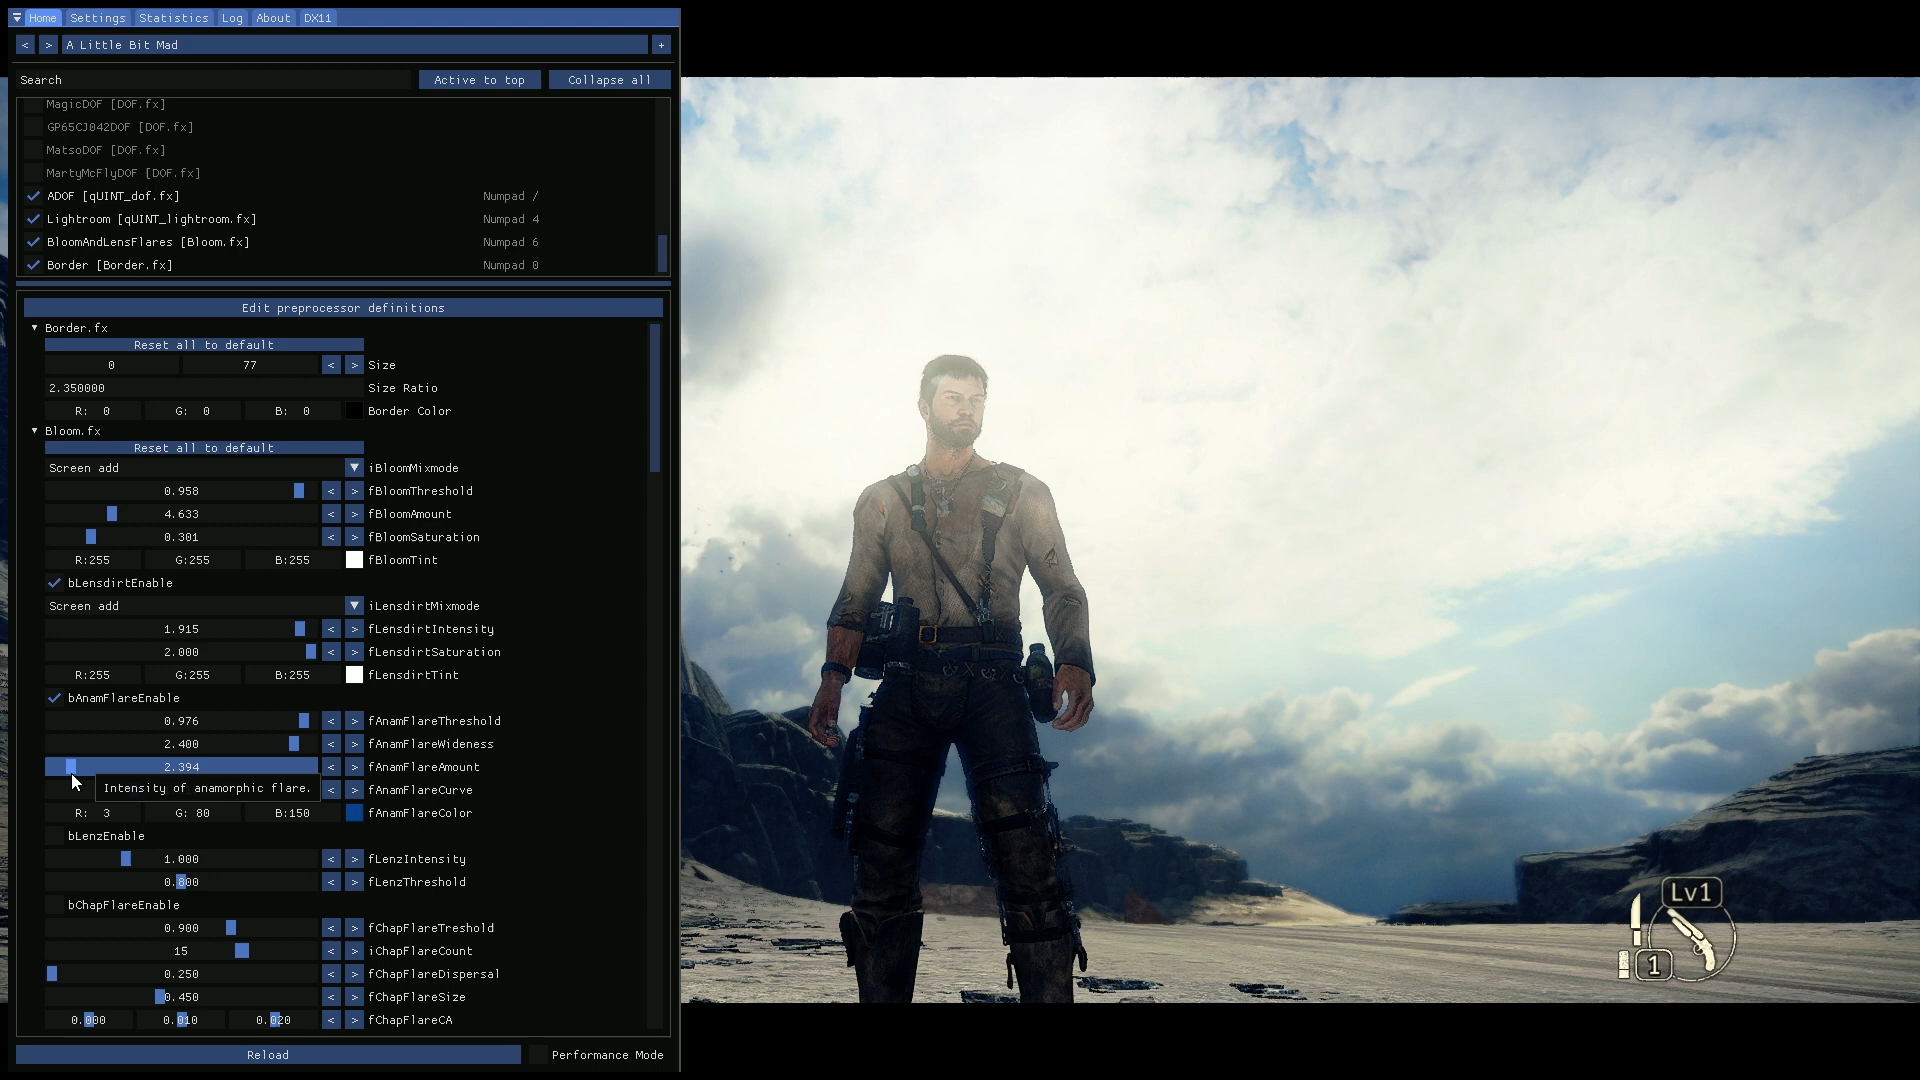 Home Settings Statistics Log About DX11
< > A Little Bit Mad +
Search Active to top Collapse all
MagicDOF [DOF.fx]
GP65CJ042DOF [DOF.fx]
MatsoDOF [DOF.fx]
MartyMcFlyDOF [DOF.fx]
ADOF [qUINT_dof.fx] Numpad /
Lightroom [qUINT_lightroom.fx] Numpad 4
BloomAndLensFlares [Bloom.fx] Numpad 6
Border [Border.fx] Numpad 0
Edit preprocessor definitions
Border.fx
Reset all to default
0 77 < > Size
2.350000 Size Ratio
R: 0 G: 0 B: 0 Border Color
Bloom.fx
Reset all to default
Screen add iBloomMixmode
0.958 < > fBloomThreshold
4.633 < > fBloomAmount
0.301 < > fBloomSaturation
R:255 G:255 B:255 fBloomTint
bLensdirtEnable
Screen add iLensdirtMixmode
1.915 < > fLensdirtIntensity
2.000 < > fLensdirtSaturation
R:255 G:255 B:255 fLensdirtTint
bAnamFlareEnable
0.976 < > fAnamFlareThreshold
2.400 < > fAnamFlareWideness
2.394 < > fAnamFlareAmount
Intensity of anamorphic flare. < > fAnamFlareCurve
R: 3 G: 80 B:150 fAnamFlareColor
bLenzEnable
1.000 < > fLenzIntensity
0.800 < > fLenzThreshold
bChapFlareEnable
0.900 < > fChapFlareTreshold
15 < > iChapFlareCount
0.250 < > fChapFlareDispersal
0.450 < > fChapFlareSize
0.000 0.010 0.020 < > fChapFlareCA
Reload Performance Mode
Lv1
1